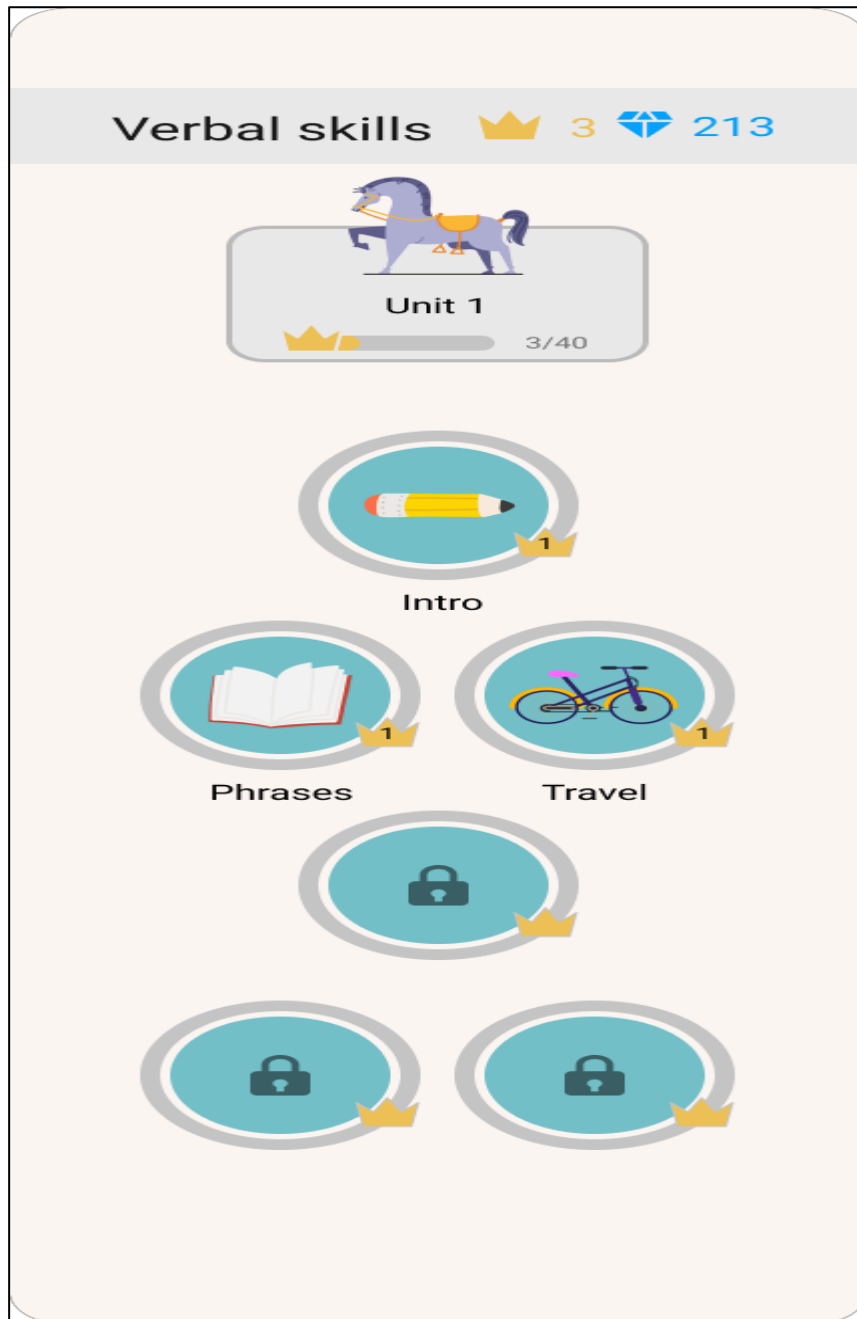 Verbal skills 3 213
Unit 1
3/40
1
Intro
1 1
Phrases Travel